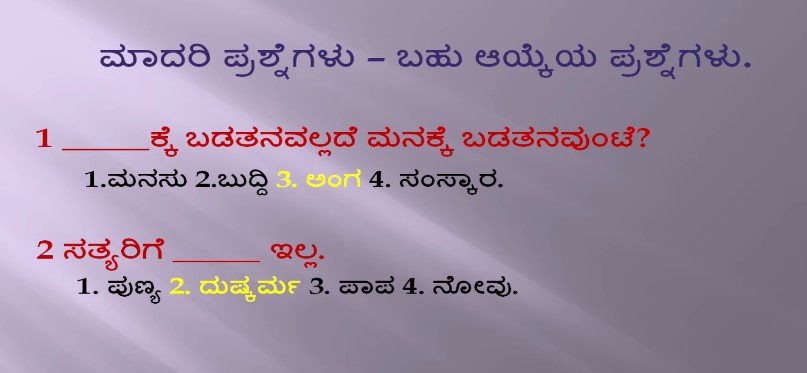 ಮಾದರಿ ಪ್ರಶ್ನೆಗಳು – ಬಹು ಆಯ್ಕೆಯ ಪ್ರಶ್ನೆಗಳು.
1 ______ಕ್ಕೆ ಬಡತನವಲ್ಲದೆ ಮನಕ್ಕೆ ಬಡತನವುಂಟೆ?
1.ಮನಸು 2.ಬುದ್ದಿ 3. ಅಂಗ 4. ಸಂಸ್ಕಾರ.
2 ಸತ್ಯರಿಗೆ ______ ಇಲ್ಲ.
1. ಪುಣ್ಯ 2. ದುಷ್ಕರ್ಮ 3. ಪಾಪ 4. ನೋವು.